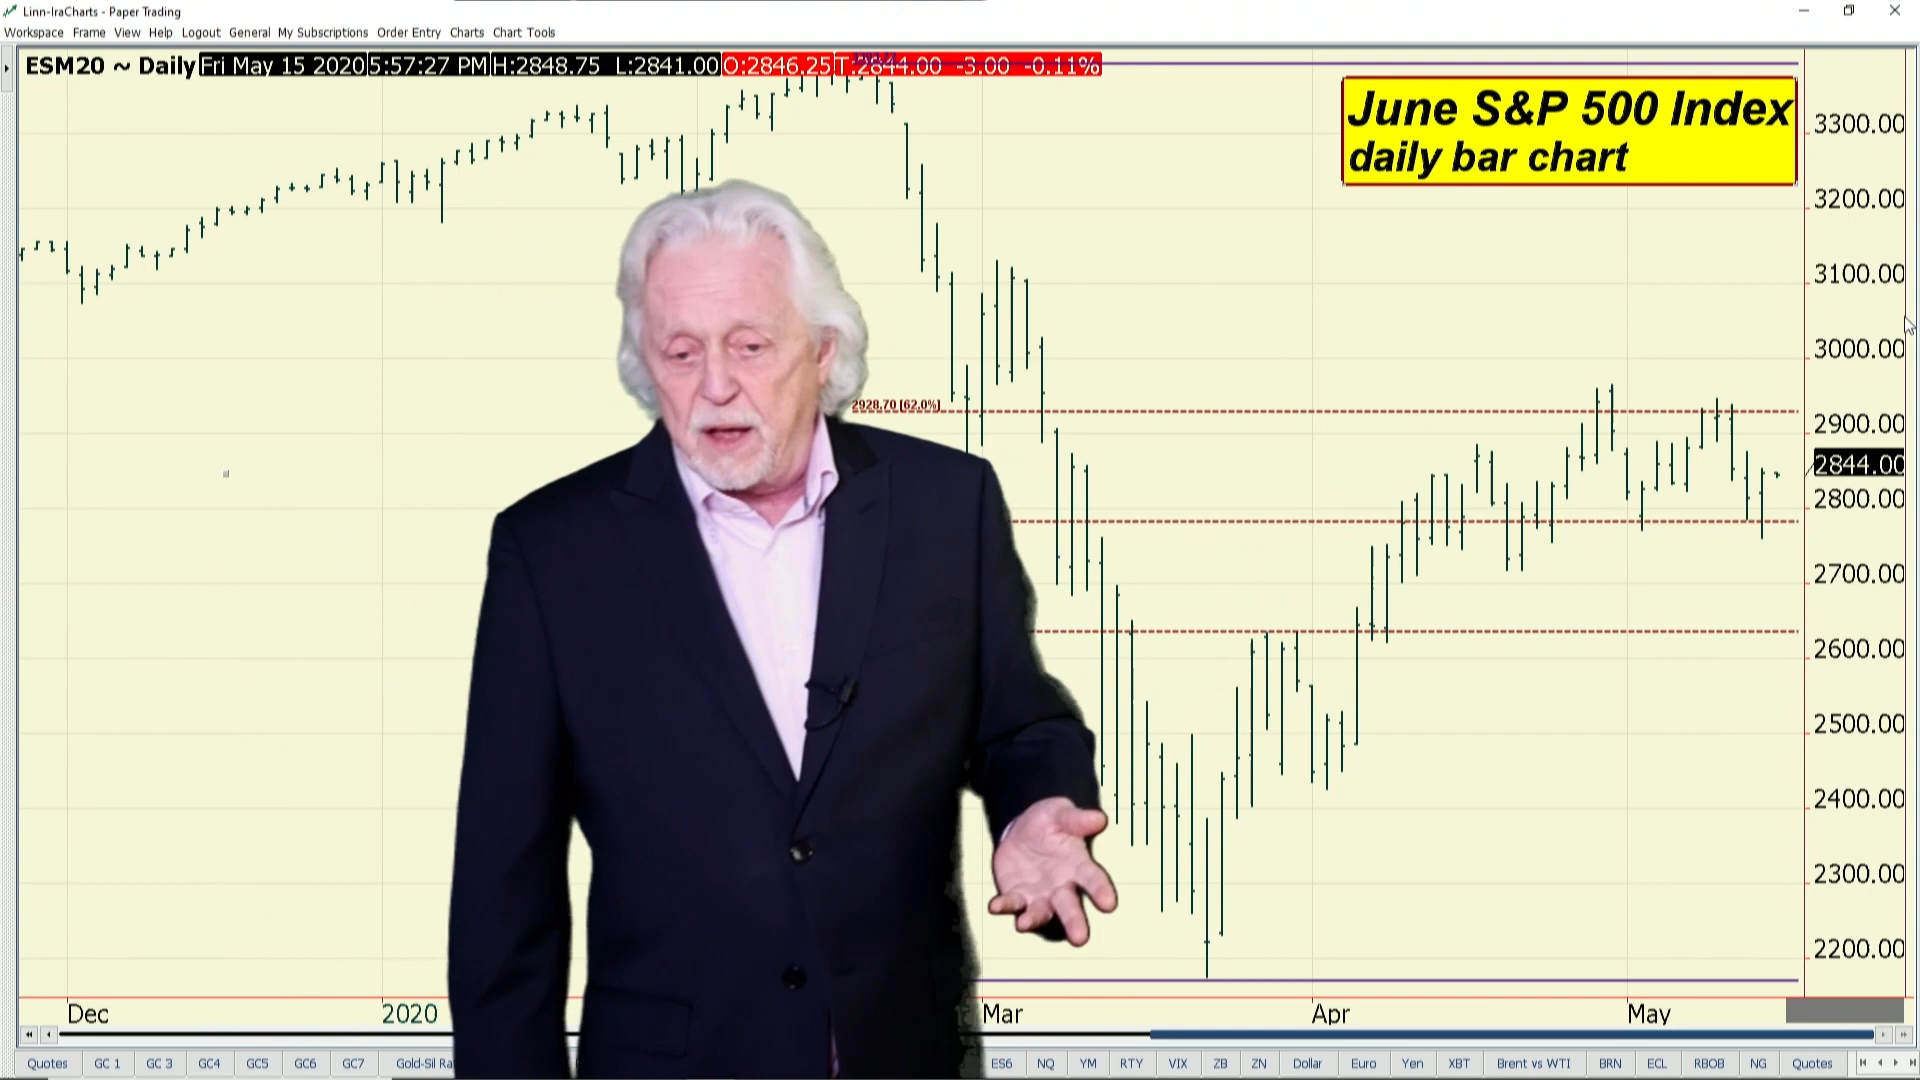 Linn-IraCharts - Paper Trading
Workspace Frame View Help Logout General My Subscriptions Order Entry Charts Chart Tools
ESM20 ~ Daily Fri May 15 2020 5:57:27 PM H:2848.75 L:2841.00 O:2846.25 T:2844.00 -3.00 -0.11%
June S&P 500 Index
daily bar chart
3300.00
3200.00
3100.00
3000.00
2928.70 [62.0%]
2900.00
2844.00
2800.00
2700.00
2600.00
2500.00
2400.00
2300.00
2200.00
Dec 2020 Mar Apr May
Quotes GC 1 GC 3 GC4 GC5 GC6 GC7 Gold-Sil Ra ES6 NQ YM RTY VIX ZB ZN Dollar Euro Yen XBT Brent vs WTI BRN ECL RBOB NG Quotes